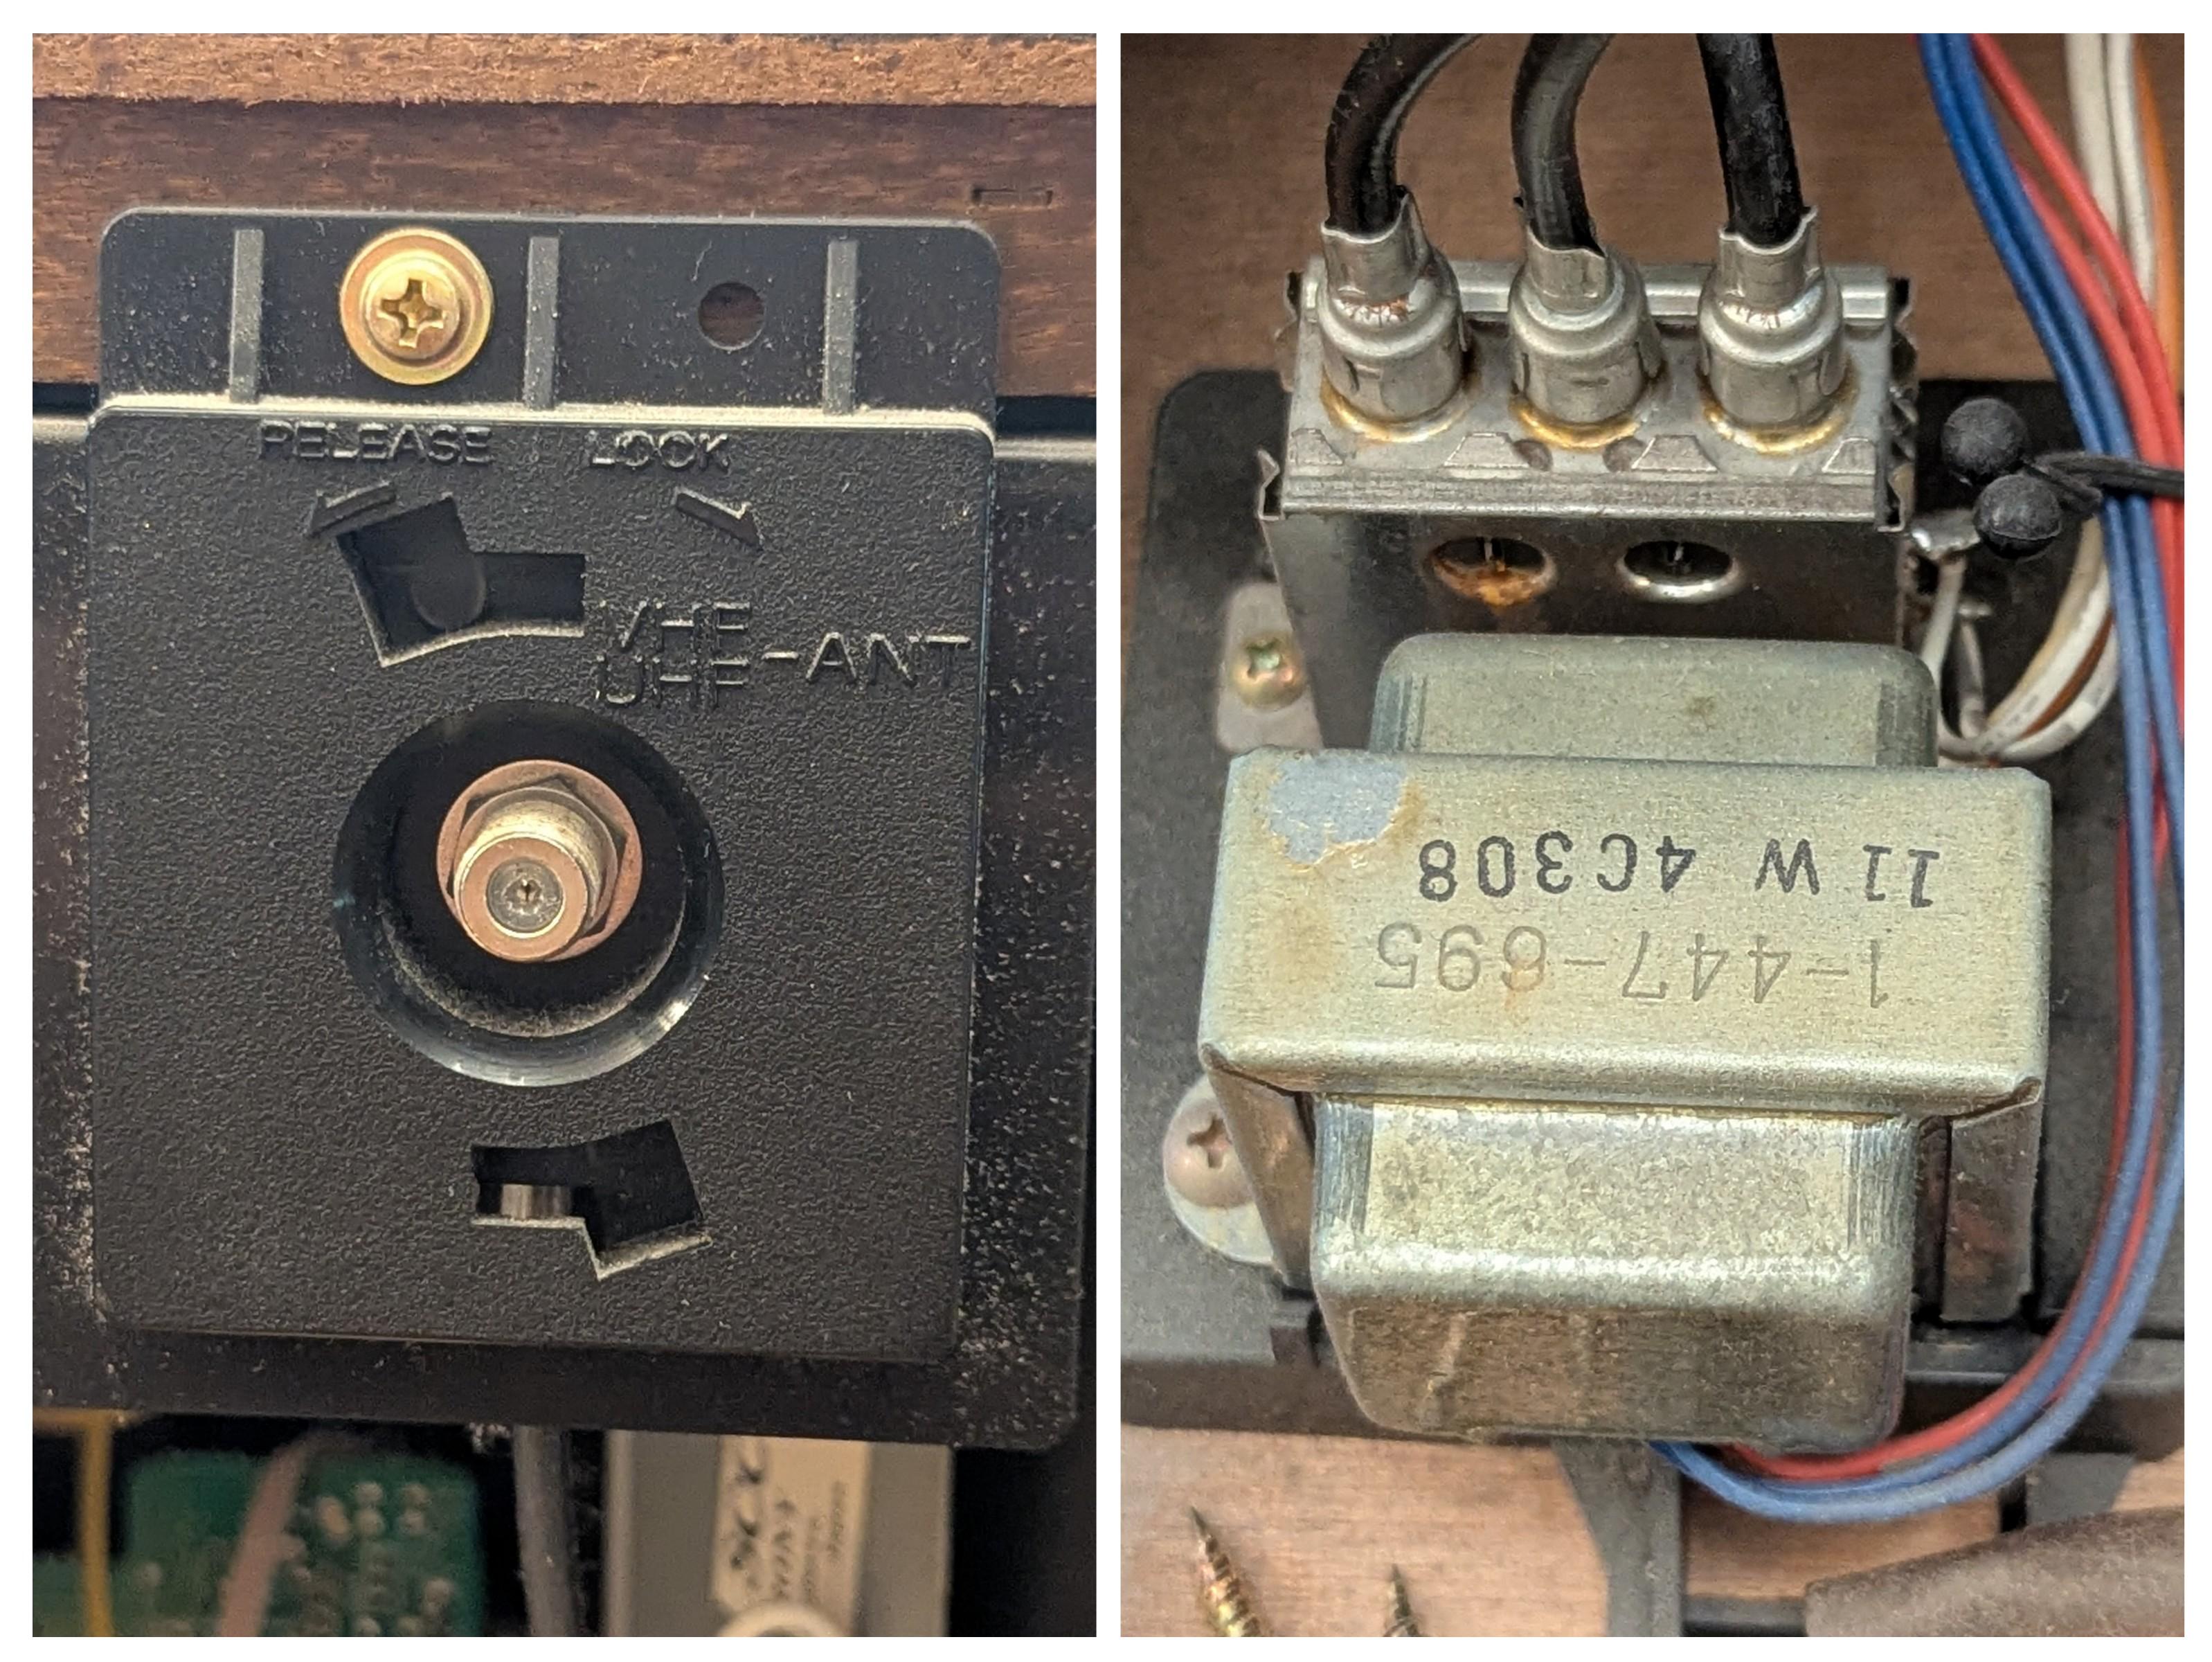 RELEASE LOCK
VHF
UHF -ANT
1-447-695
11 W 4C308